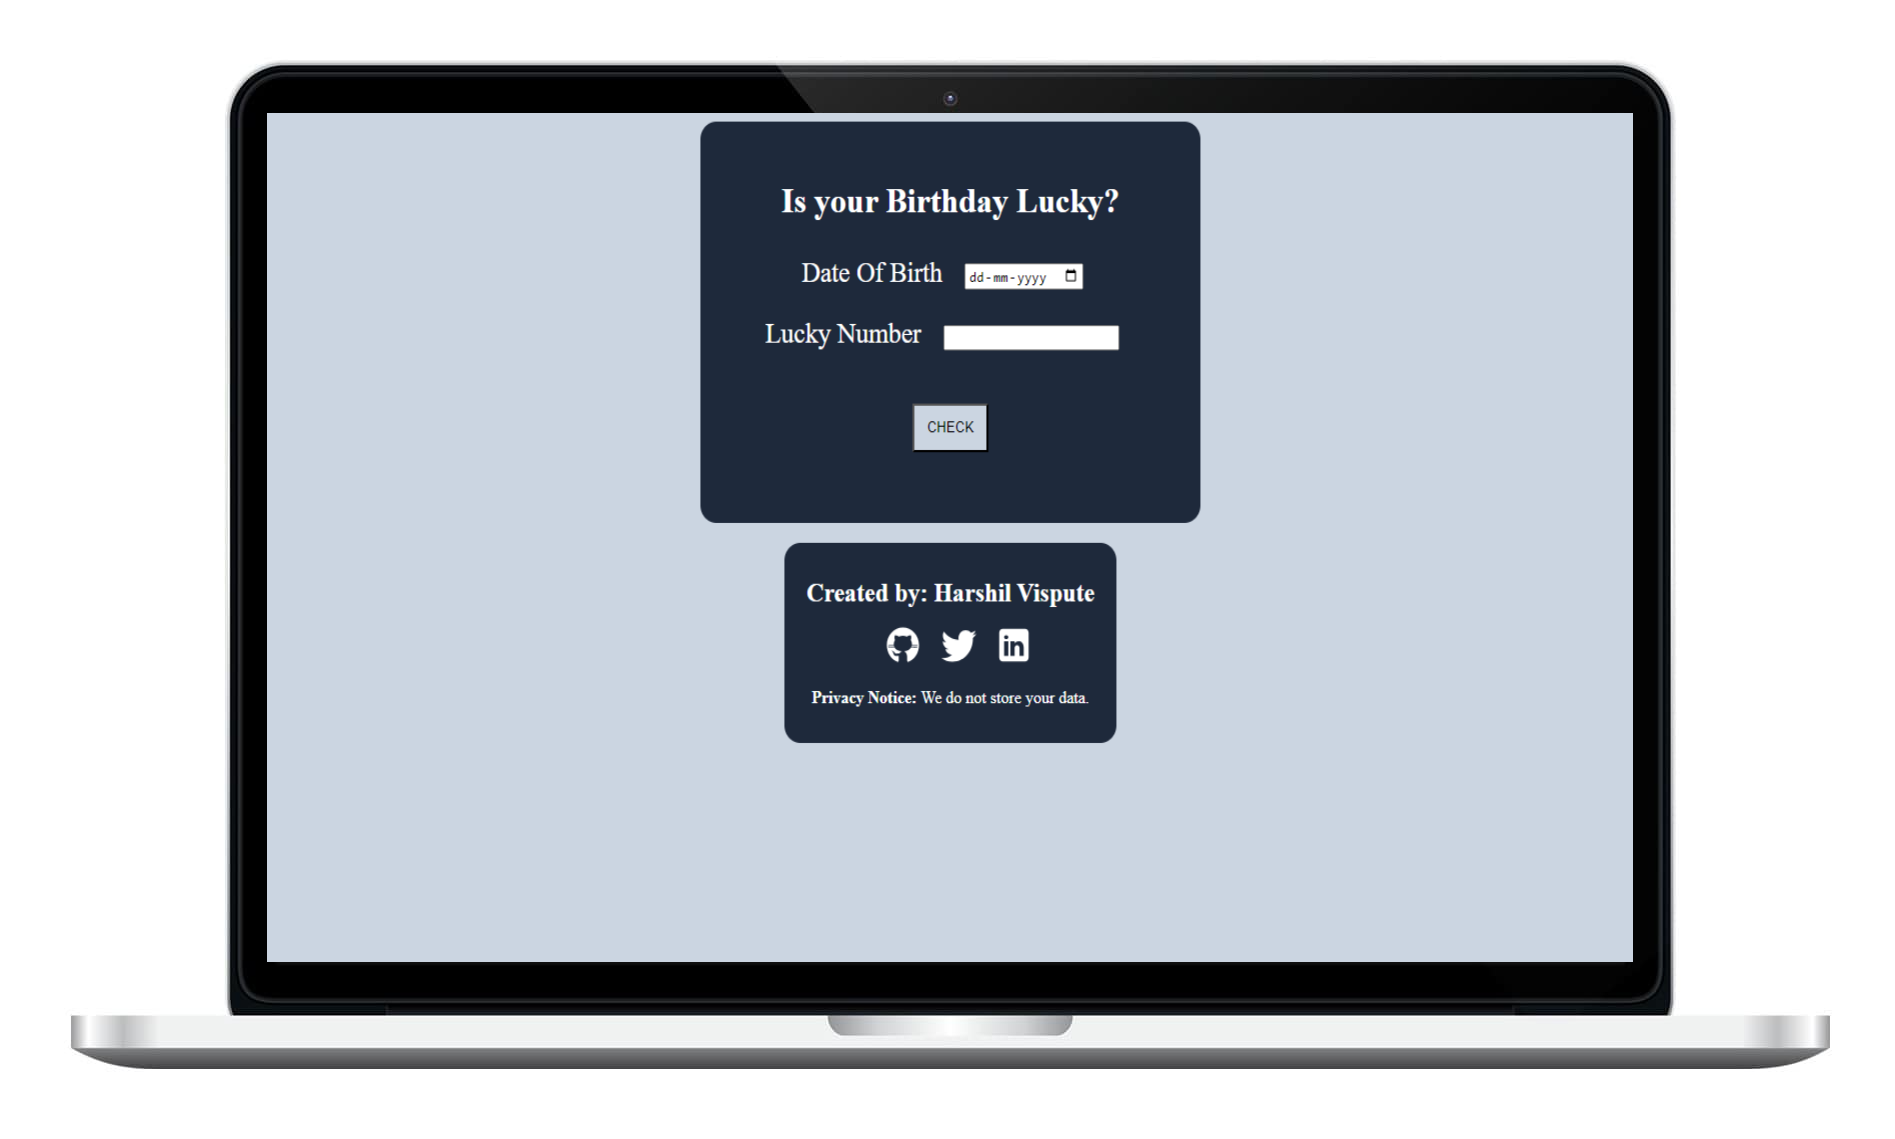 Is your Birthday Lucky?
Date Of Birth dd-mm-yyyy
Lucky Number
CHECK
Created by: Harshil Vispute
in
Privacy Notice: We do not store your data.